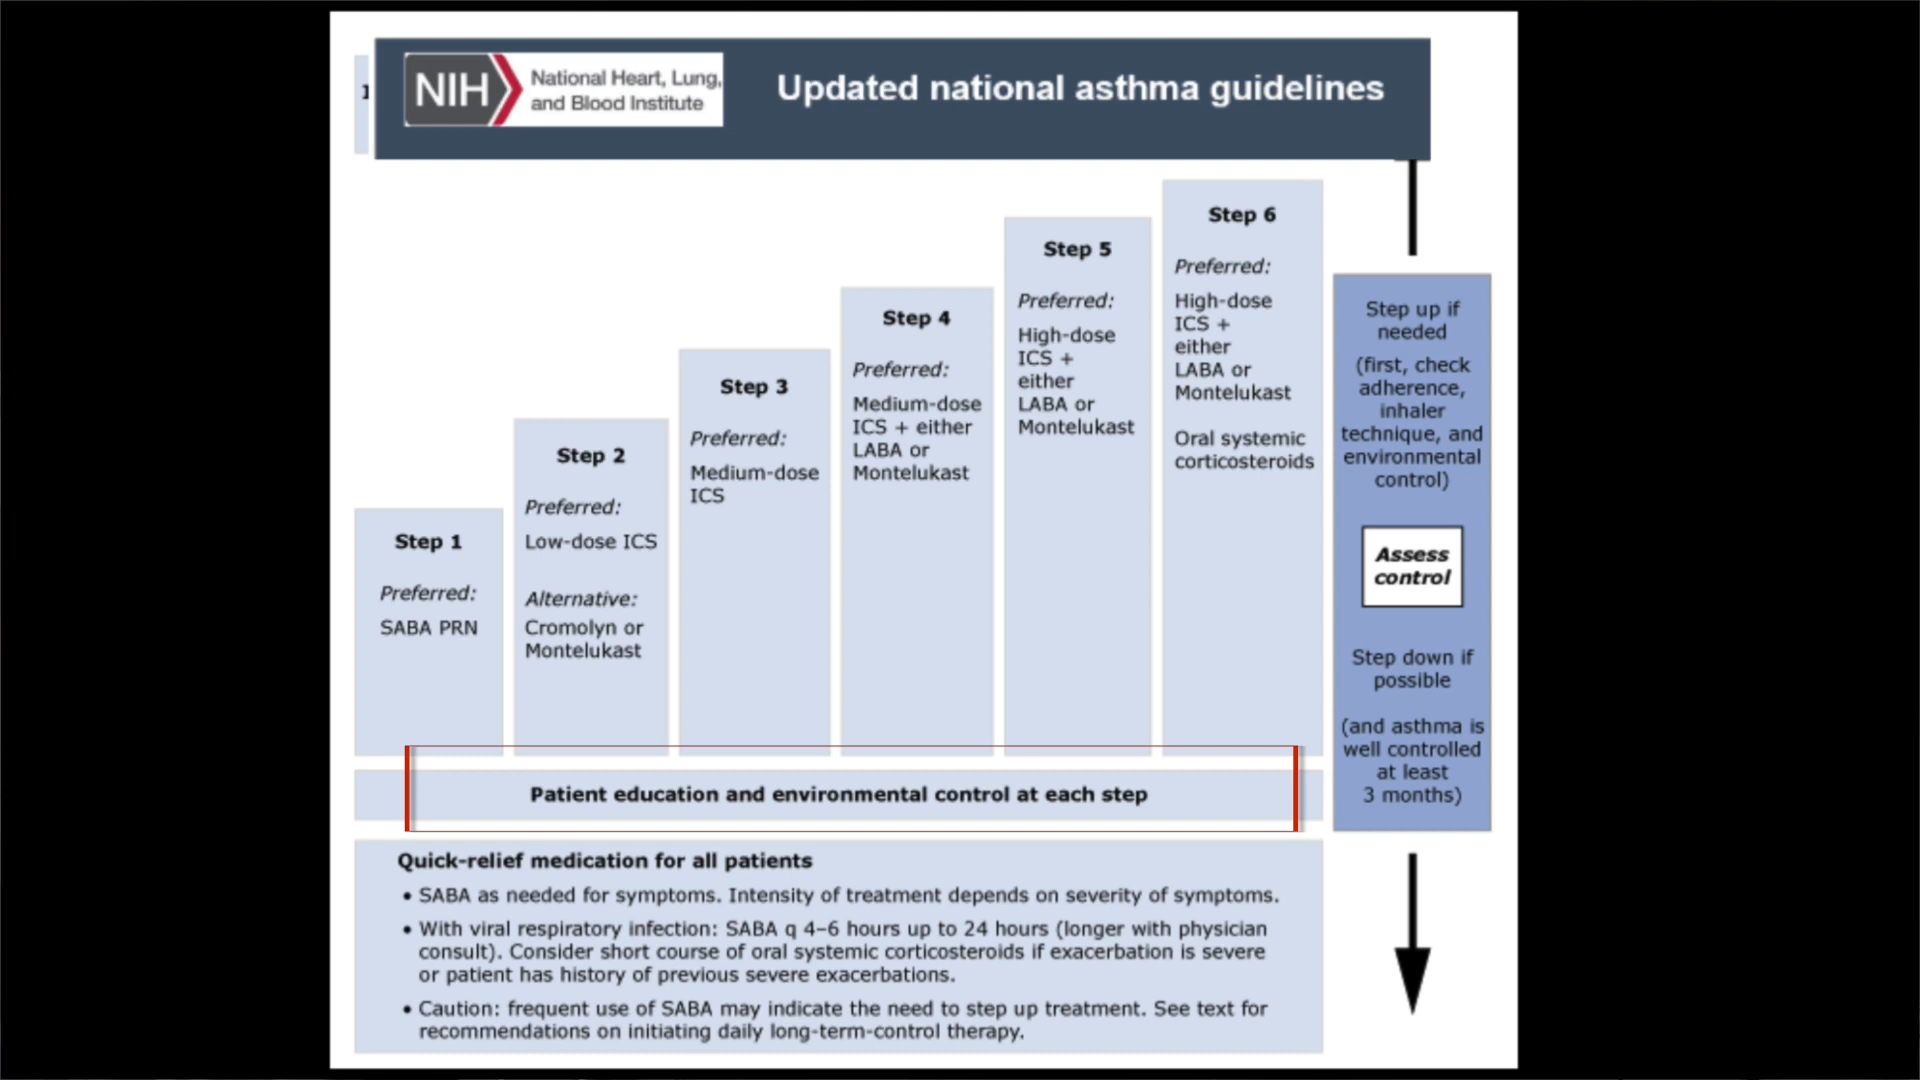 NIH
National Heart, Lung,
and Blood Institute
Updated national asthma guidelines
Step 1
Preferred:
SABA PRN
Step 2
Preferred:
Low-dose ICS
Alternative:
Cromolyn or
Montelukast
Step 3
Preferred:
Medium-dose
ICS
Step 4
Preferred:
Medium-dose
ICS + either
LABA or
Montelukast
Step 5
Preferred:
High-dose
ICS +
either
LABA or
Montelukast
Step 6
Preferred:
High-dose
ICS +
either
LABA or
Montelukast
Oral systemic
corticosteroids
Step up if
needed
(first, check
adherence,
inhaler
technique, and
environmental
control)
Assess
control
Step down if
possible
(and asthma is
well controlled
at least
3 months)
Patient education and environmental control at each step
Quick-relief medication for all patients
• SABA as needed for symptoms. Intensity of treatment depends on severity of symptoms.
• With viral respiratory infection: SABA q 4–6 hours up to 24 hours (longer with physician
consult). Consider short course of oral systemic corticosteroids if exacerbation is severe
or patient has history of previous severe exacerbations.
• Caution: frequent use of SABA may indicate the need to step up treatment. See text for
recommendations on initiating daily long-term-control therapy.